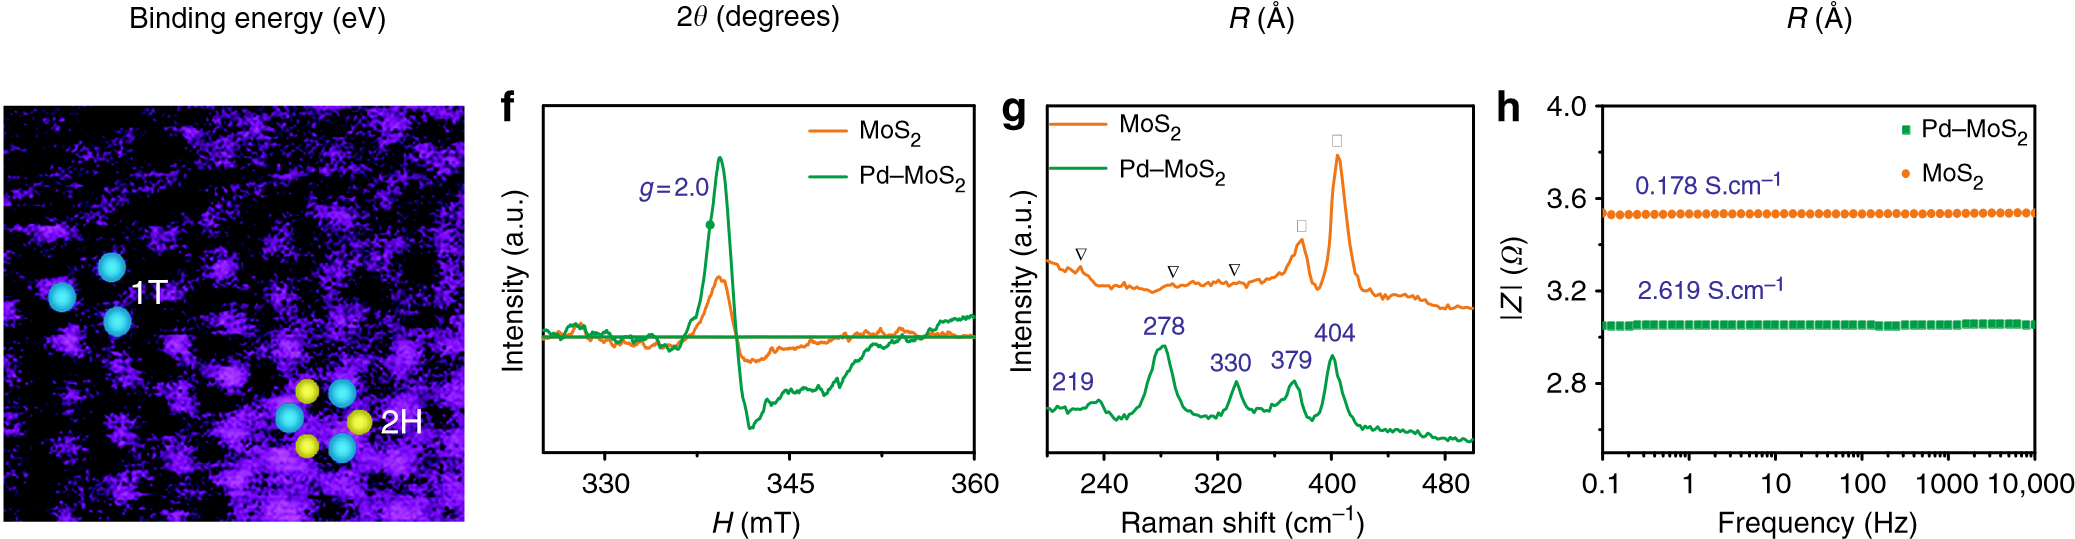 Binding energy (eV)
2θ (degrees)
R (Å)
R (Å)
1T
2H
f
MoS2
Pd–MoS2
g=2.0
Intensity (a.u.)
330
345
360
H (mT)
g
MoS2
Pd–MoS2
219
278
330
379
404
Intensity (a.u.)
240
320
400
480
Raman shift (cm−1)
h
4.0
3.6
3.2
2.8
|Z| (Ω)
Pd–MoS2
MoS2
0.178 S.cm−1
2.619 S.cm−1
0.1
1
10
100
1000
10,000
Frequency (Hz)